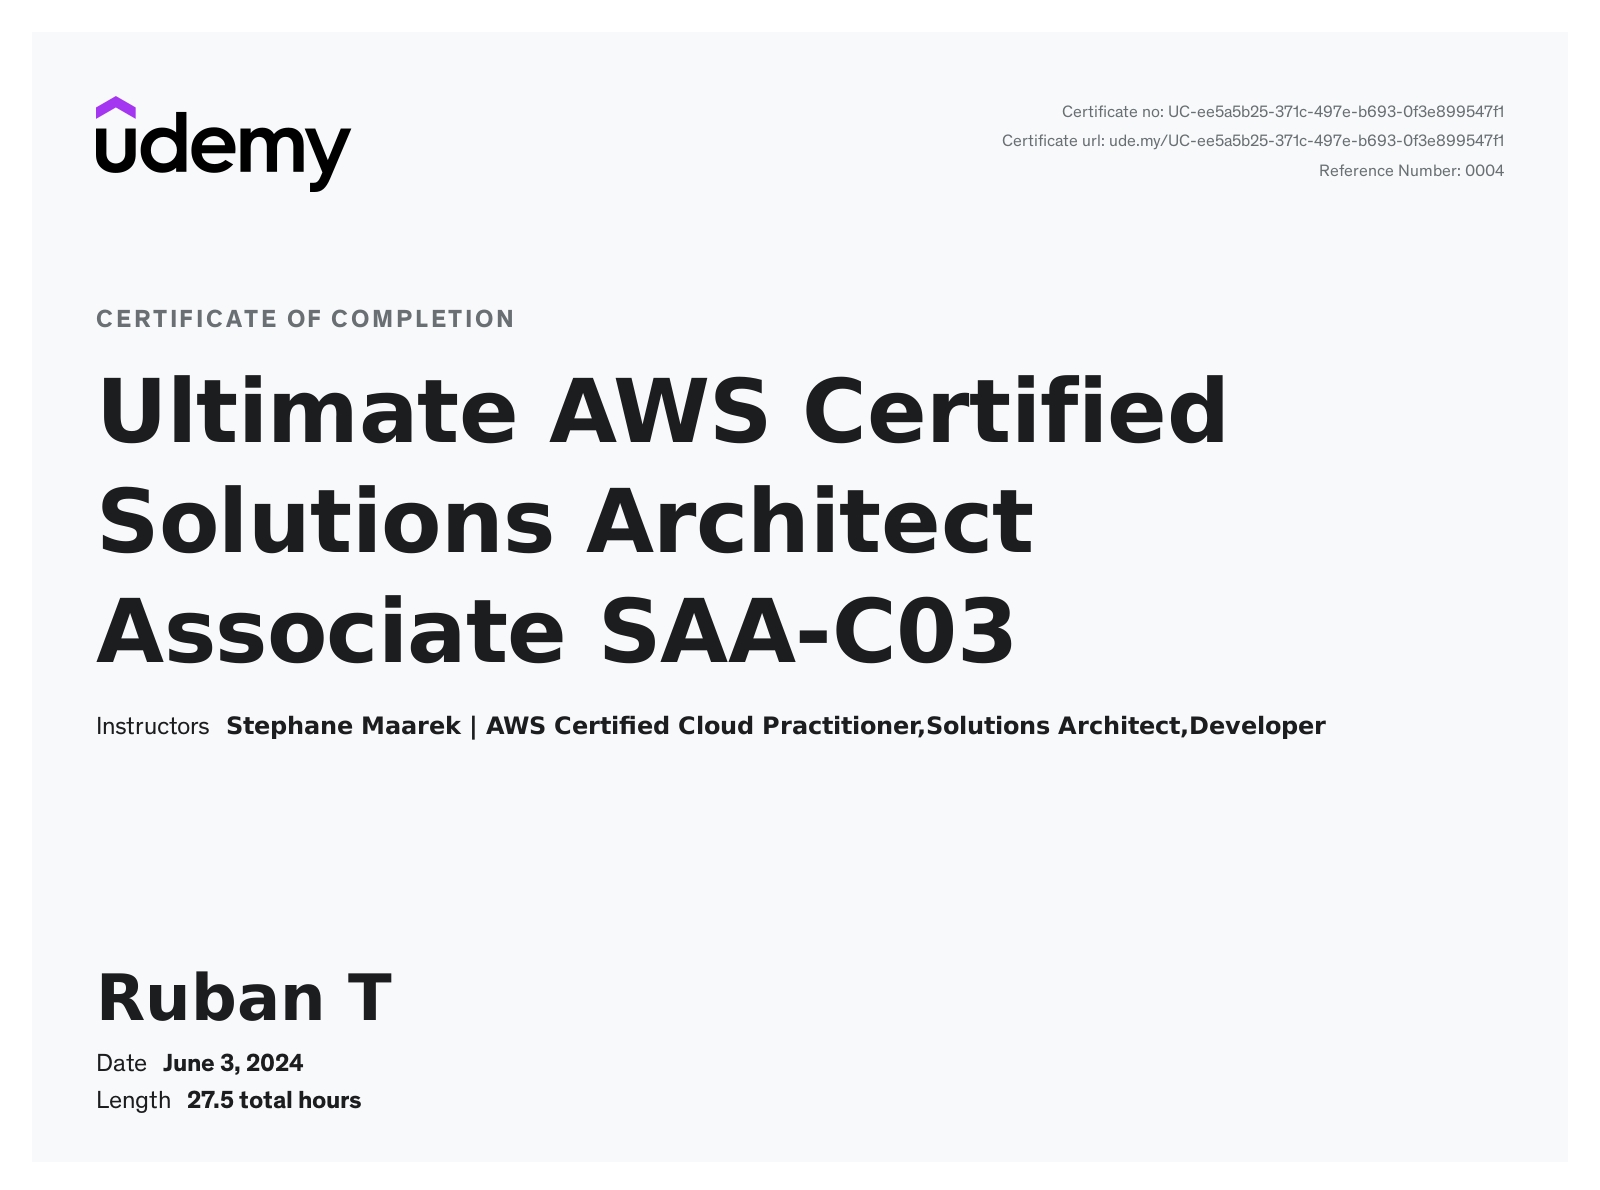 udemy
Certificate no: UC-ee5a5b25-371c-497e-b693-0f3e899547f1
Certificate url: ude.my/UC-ee5a5b25-371c-497e-b693-0f3e899547f1
Reference Number: 0004
CERTIFICATE OF COMPLETION
Ultimate AWS Certified
Solutions Architect
Associate SAA-C03
Instructors Stephane Maarek | AWS Certified Cloud Practitioner,Solutions Architect,Developer
Ruban T
Date June 3, 2024
Length 27.5 total hours